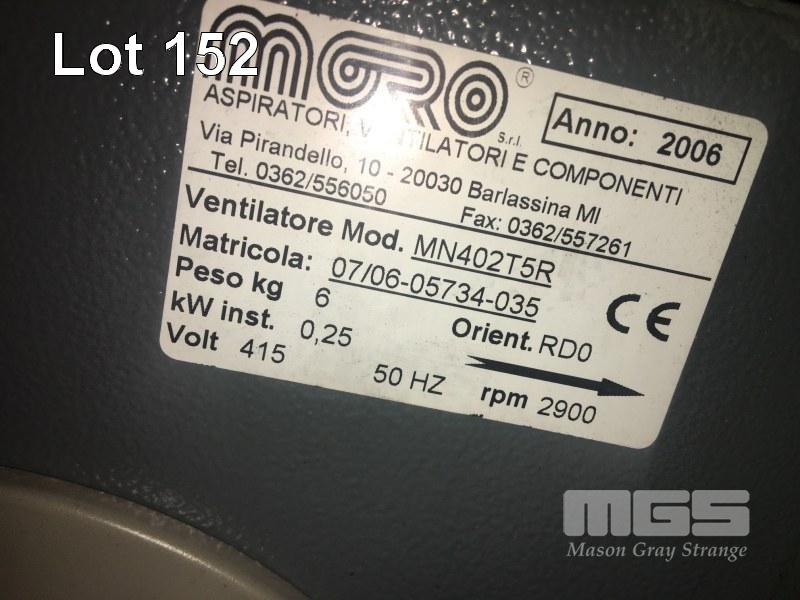 Lot 152
MORO ®
s.r.l.
Anno: 2006
ASPIRATORI, VENTILATORI E COMPONENTI
Via Pirandello, 10 - 20030 Barlassina MI
Tel. 0362/556050 Fax: 0362/557261
Ventilatore Mod. MN402T5R
Matricola: 07/06-05734-035
Peso kg 6 CE
kW inst. 0,25 Orient. RD0
Volt 415 50 HZ rpm 2900
MGS
Mason Gray Strange